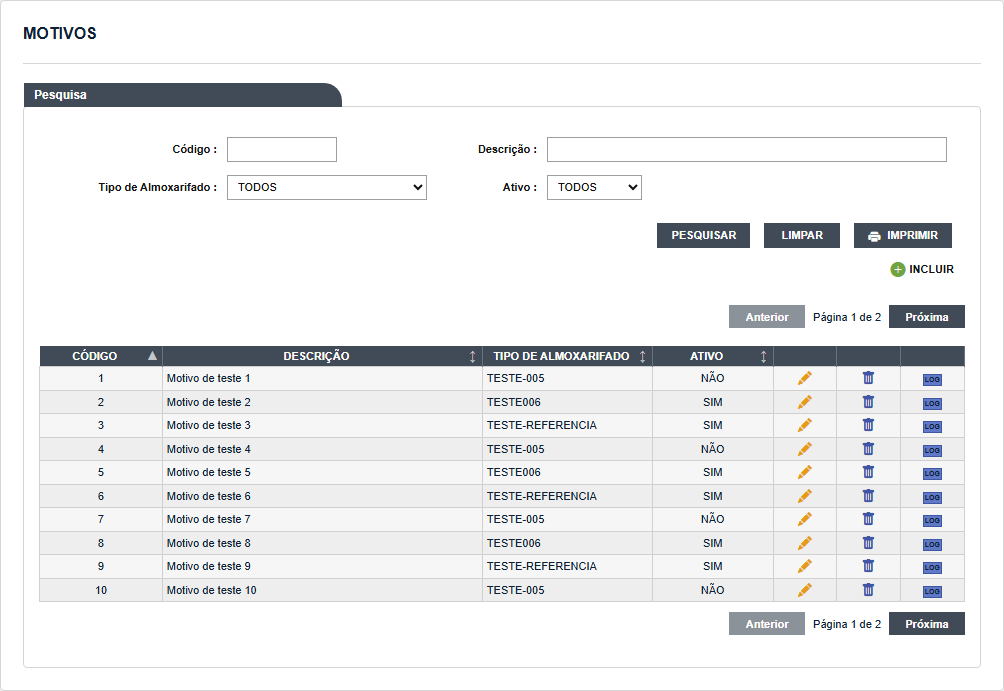 MOTIVOS
Pesquisa
Código : Descrição :
Tipo de Almoxarifado : TODOS Ativo : TODOS
PESQUISAR LIMPAR IMPRIMIR
INCLUIR
Anterior Página 1 de 2 Próxima
CÓDIGO DESCRIÇÃO TIPO DE ALMOXARIFADO ATIVO
1 Motivo de teste 1 TESTE-005 NÃO LOG
2 Motivo de teste 2 TESTE006 SIM LOG
3 Motivo de teste 3 TESTE-REFERENCIA SIM LOG
4 Motivo de teste 4 TESTE-005 NÃO LOG
5 Motivo de teste 5 TESTE006 SIM LOG
6 Motivo de teste 6 TESTE-REFERENCIA SIM LOG
7 Motivo de teste 7 TESTE-005 NÃO LOG
8 Motivo de teste 8 TESTE006 SIM LOG
9 Motivo de teste 9 TESTE-REFERENCIA SIM LOG
10 Motivo de teste 10 TESTE-005 NÃO LOG
Anterior Página 1 de 2 Próxima